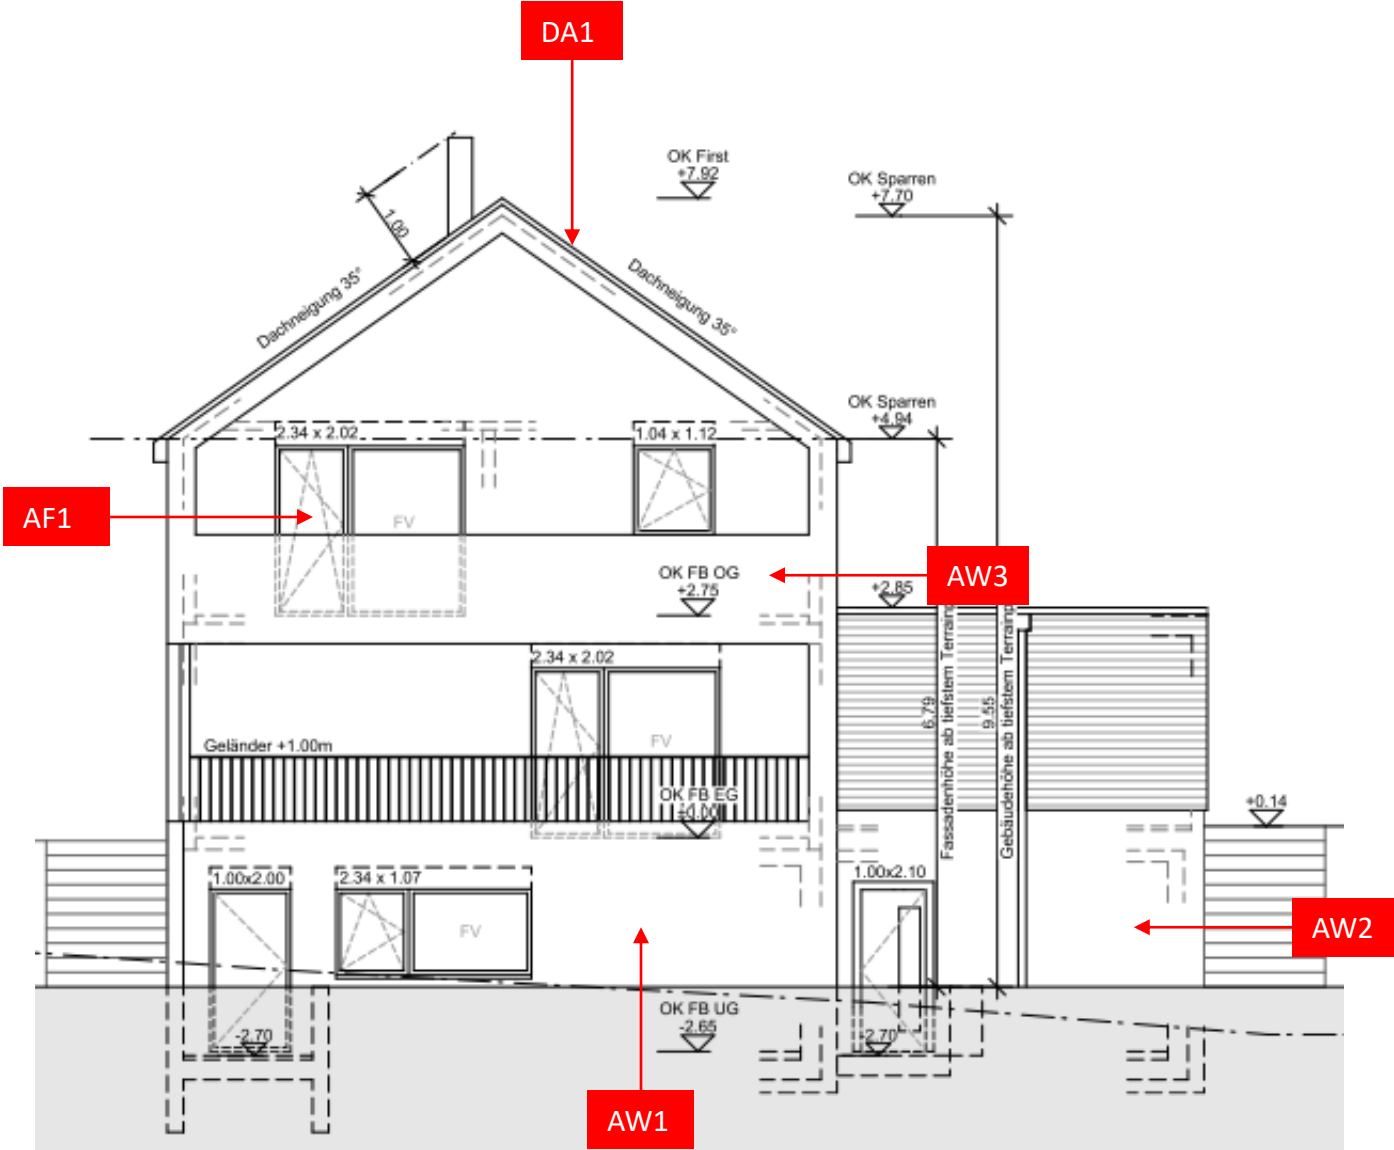 DA1
OK First
+7.92
OK Sparren
+7.70
1.00
Dachneigung 35°
Dachneigung 35°
OK Sparren
+4.94
2.34 x 2.02
1.04 x 1.12
AF1
FV
OK FB OG
+2.75
AW3
+2.85
2.34 x 2.02
6.79
Fassadenhöhe ab tiefstem Terrainp
9.55
Gebäudehöhe ab tiefstem Terrainp
Geländer +1.00m
FV
OK FB EG
±0.00
+0.14
1.00x2.00
2.34 x 1.07
1.00x2.10
FV
AW2
OK FB UG
-2.65
-2.70
-2.70
AW1